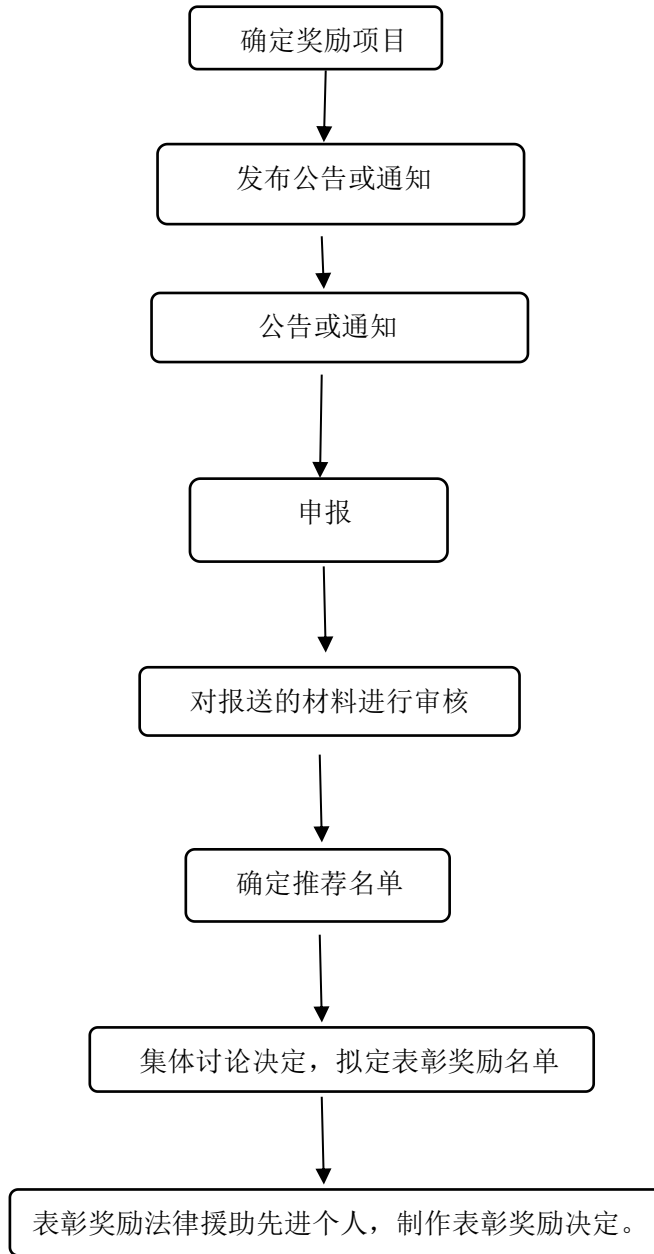 确定奖励项目
发布公告或通知
公告或通知
申报
对报送的材料进行审核
确定推荐名单
集体讨论决定，拟定表彰奖励名单
表彰奖励法律援助先进个人，制作表彰奖励决定。